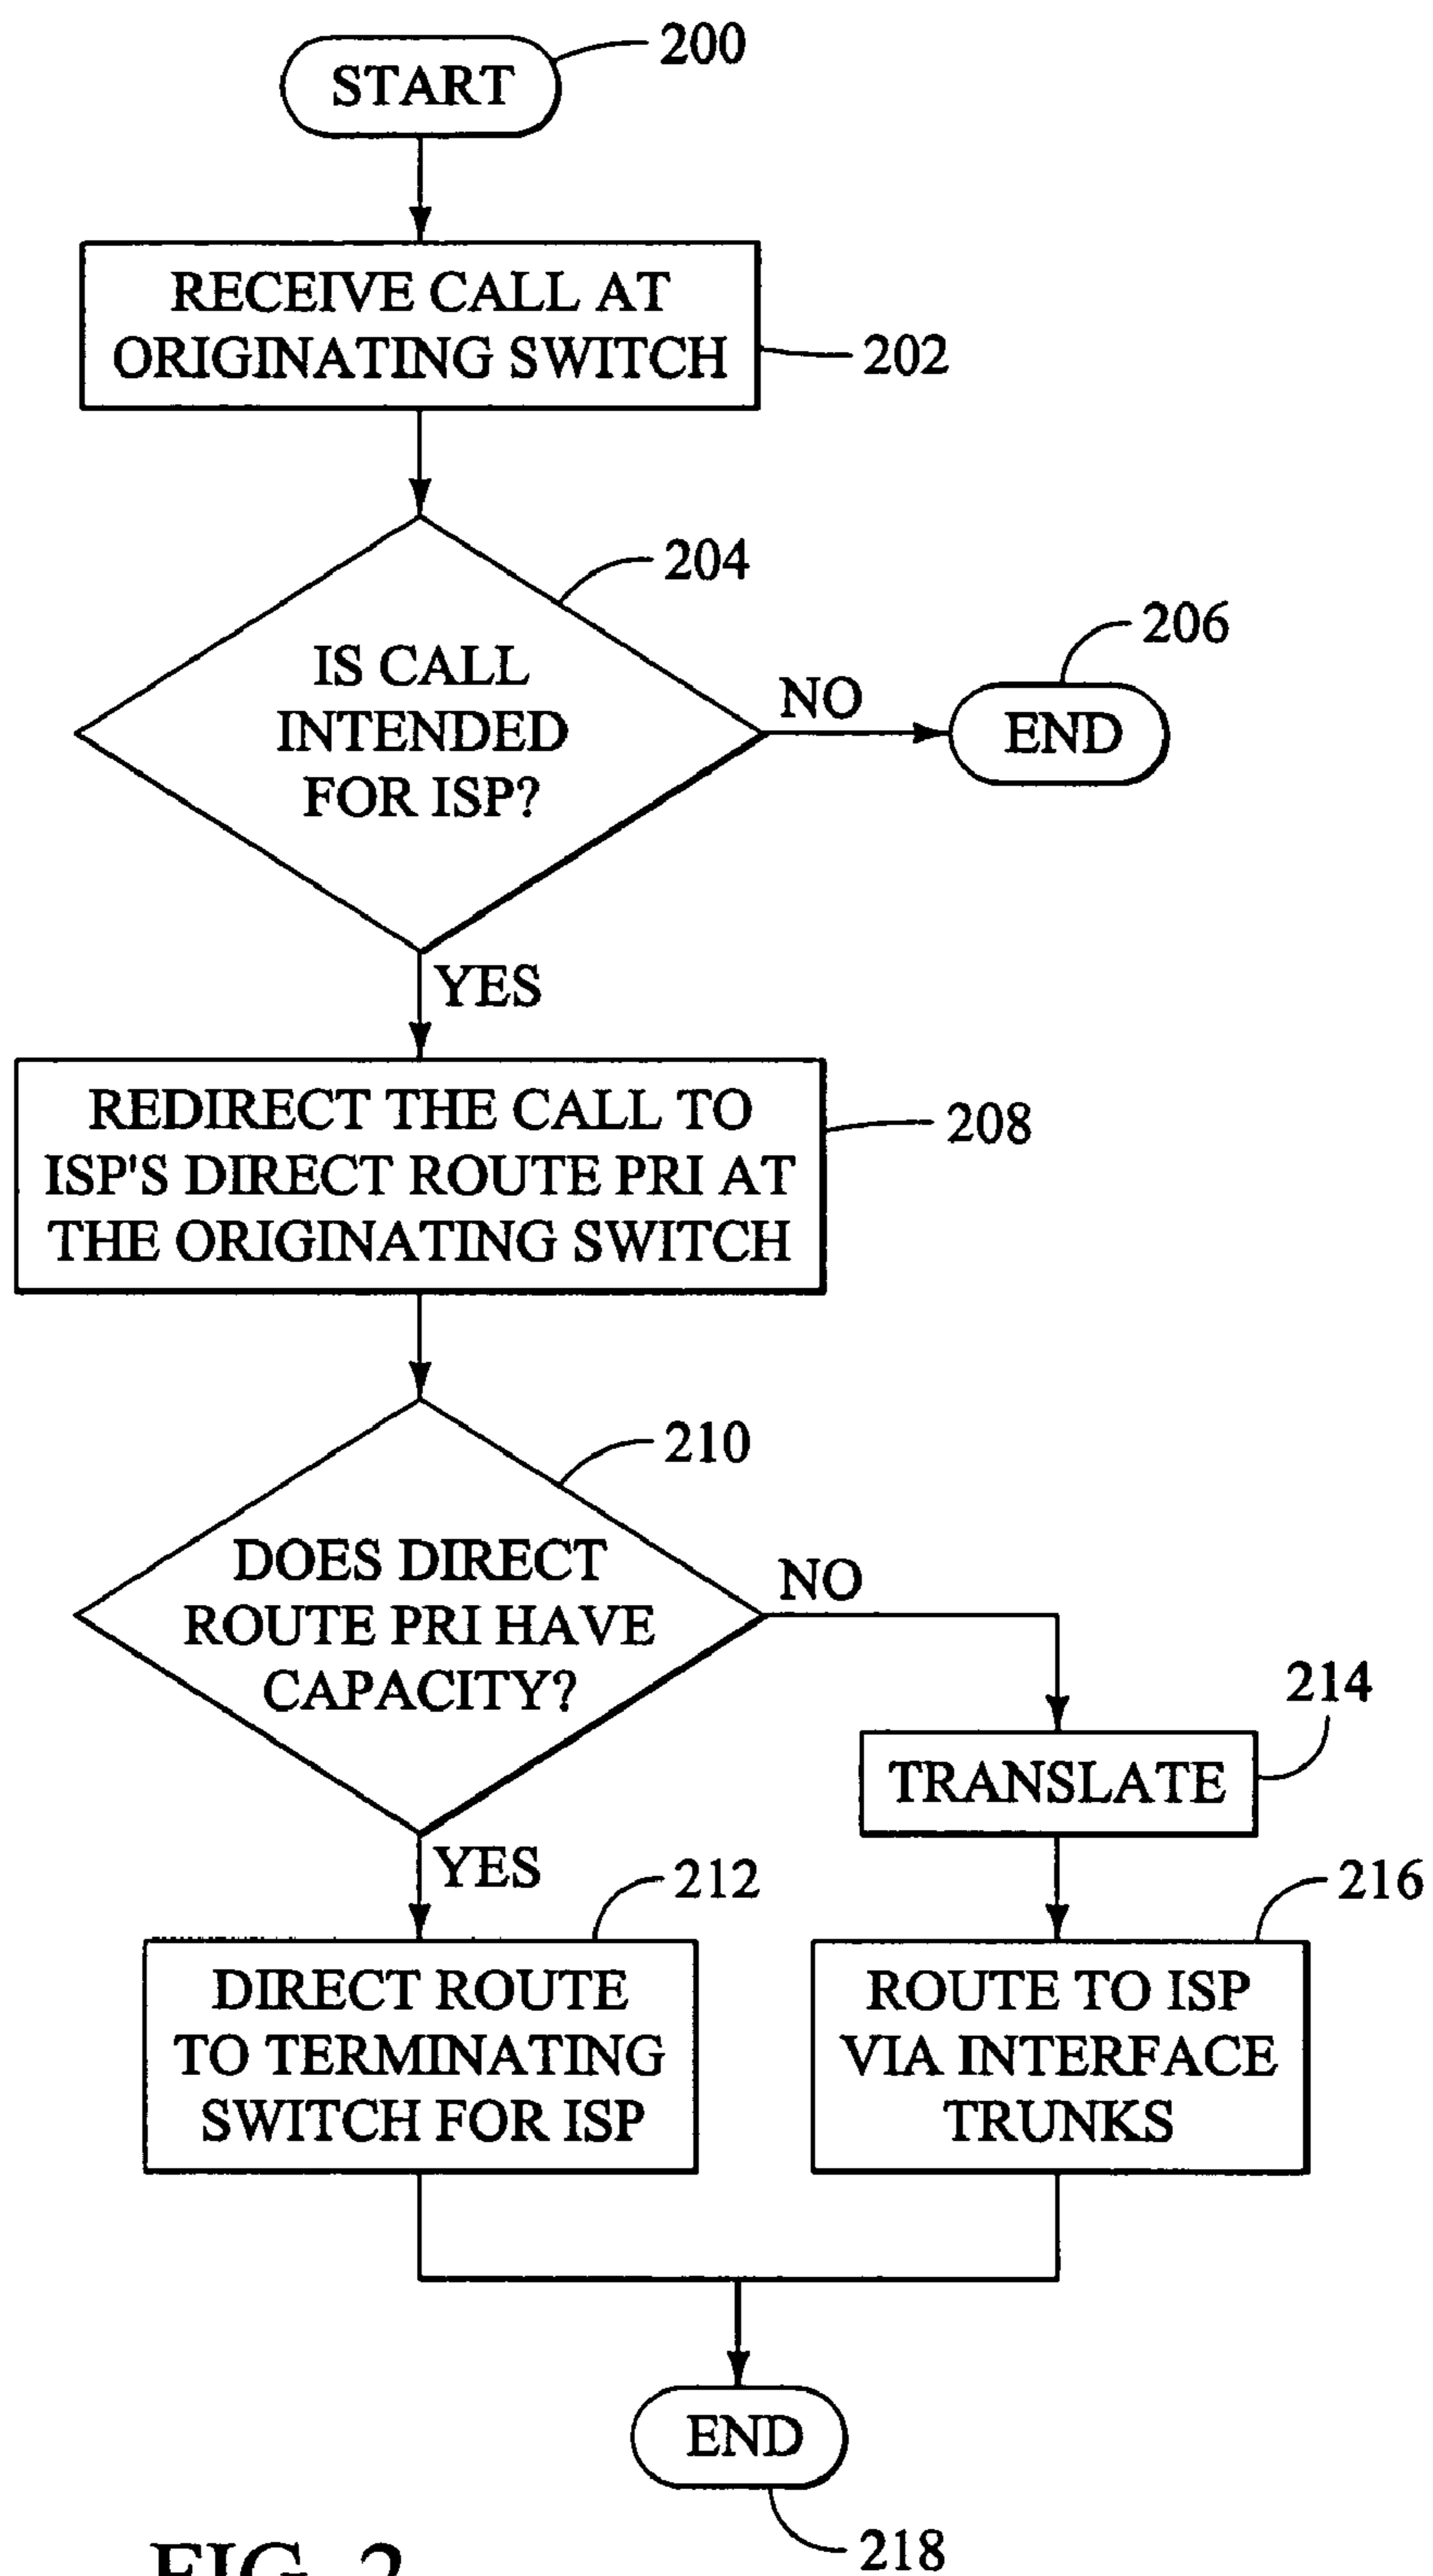 START
200
RECEIVE CALL AT
ORIGINATING SWITCH
202
204
IS CALL
INTENDED
FOR ISP?
NO
206
END
YES
REDIRECT THE CALL TO
ISP'S DIRECT ROUTE PRI AT
THE ORIGINATING SWITCH
208
210
DOES DIRECT
ROUTE PRI HAVE
CAPACITY?
NO
214
TRANSLATE
YES
212
216
DIRECT ROUTE
TO TERMINATING
SWITCH FOR ISP
ROUTE TO ISP
VIA INTERFACE
TRUNKS
END
218
FIG. 2